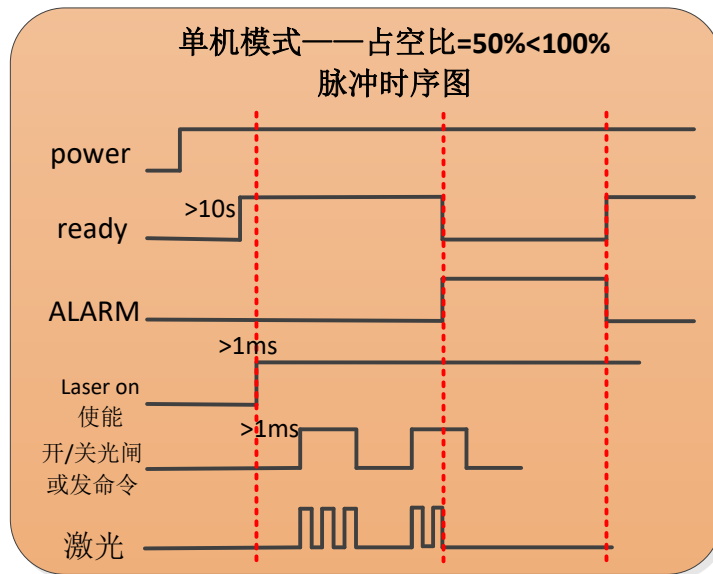 单机模式——占空比=50%<100%
脉冲时序图
power
>10s
ready
ALARM
>1ms
Laser on
使能
>1ms
开/关光闸
或发命令
激光